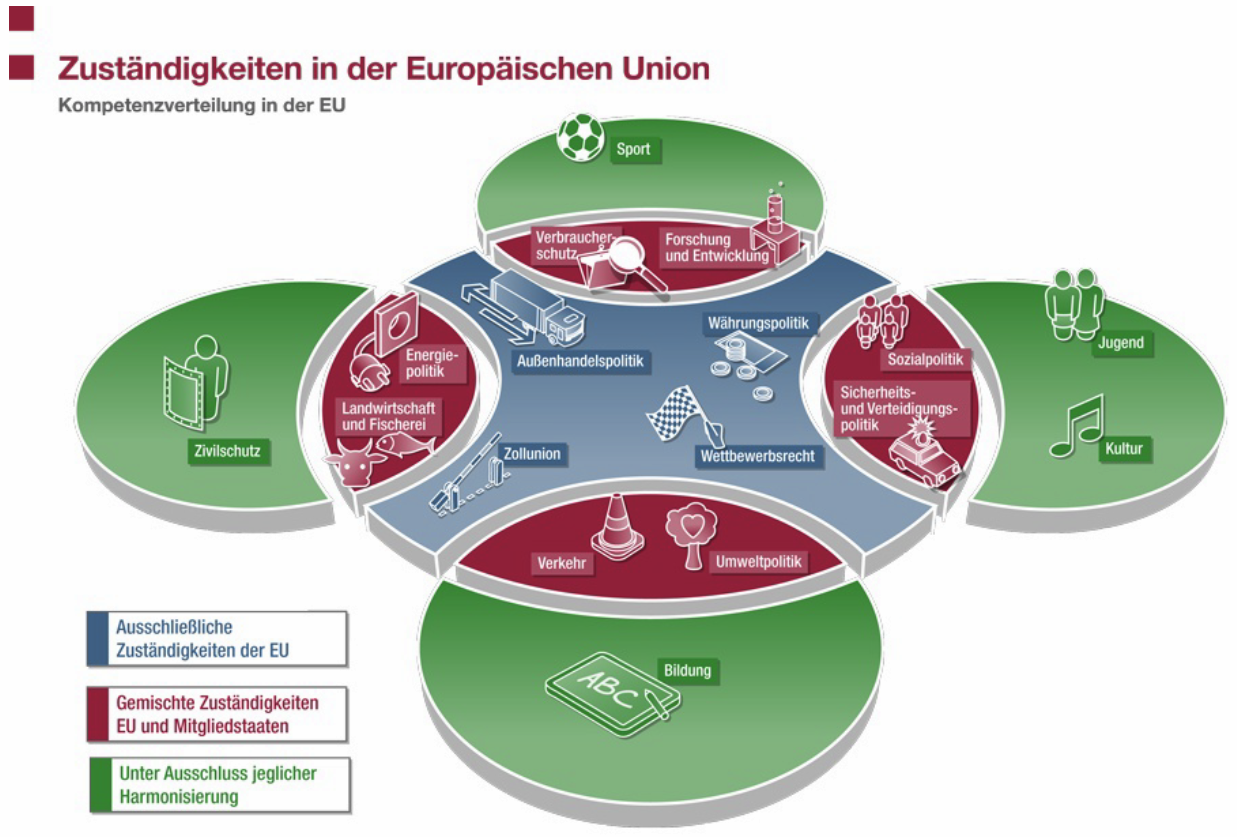 Zuständigkeiten in der Europäischen Union
Kompetenzverteilung in der EU
Sport
Verbraucher-
schutz
Forschung
und Entwicklung
Außenhandelspolitik
Währungspolitik
Zollunion
Wettbewerbsrecht
Energie-
politik
Landwirtschaft
und Fischerei
Zivilschutz
Sozialpolitik
Sicherheits-
und Verteidigungs-
politik
Jugend
Kultur
Verkehr
Umweltpolitik
ABC
Bildung
Ausschließliche
Zuständigkeiten der EU
Gemischte Zuständigkeiten
EU und Mitgliedstaaten
Unter Ausschluss jeglicher
Harmonisierung